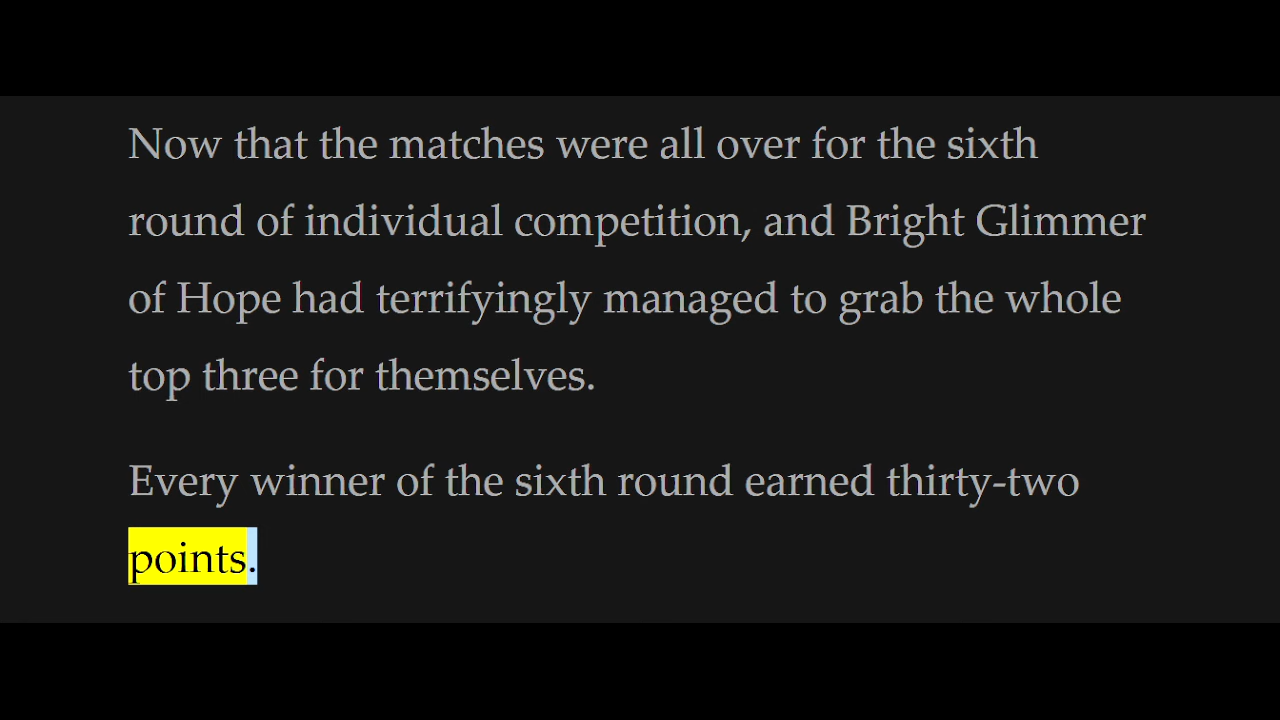 Now that the matches were all over for the sixth
round of individual competition, and Bright Glimmer
of Hope had terrifyingly managed to grab the whole
top three for themselves.
Every winner of the sixth round earned thirty-two
points.